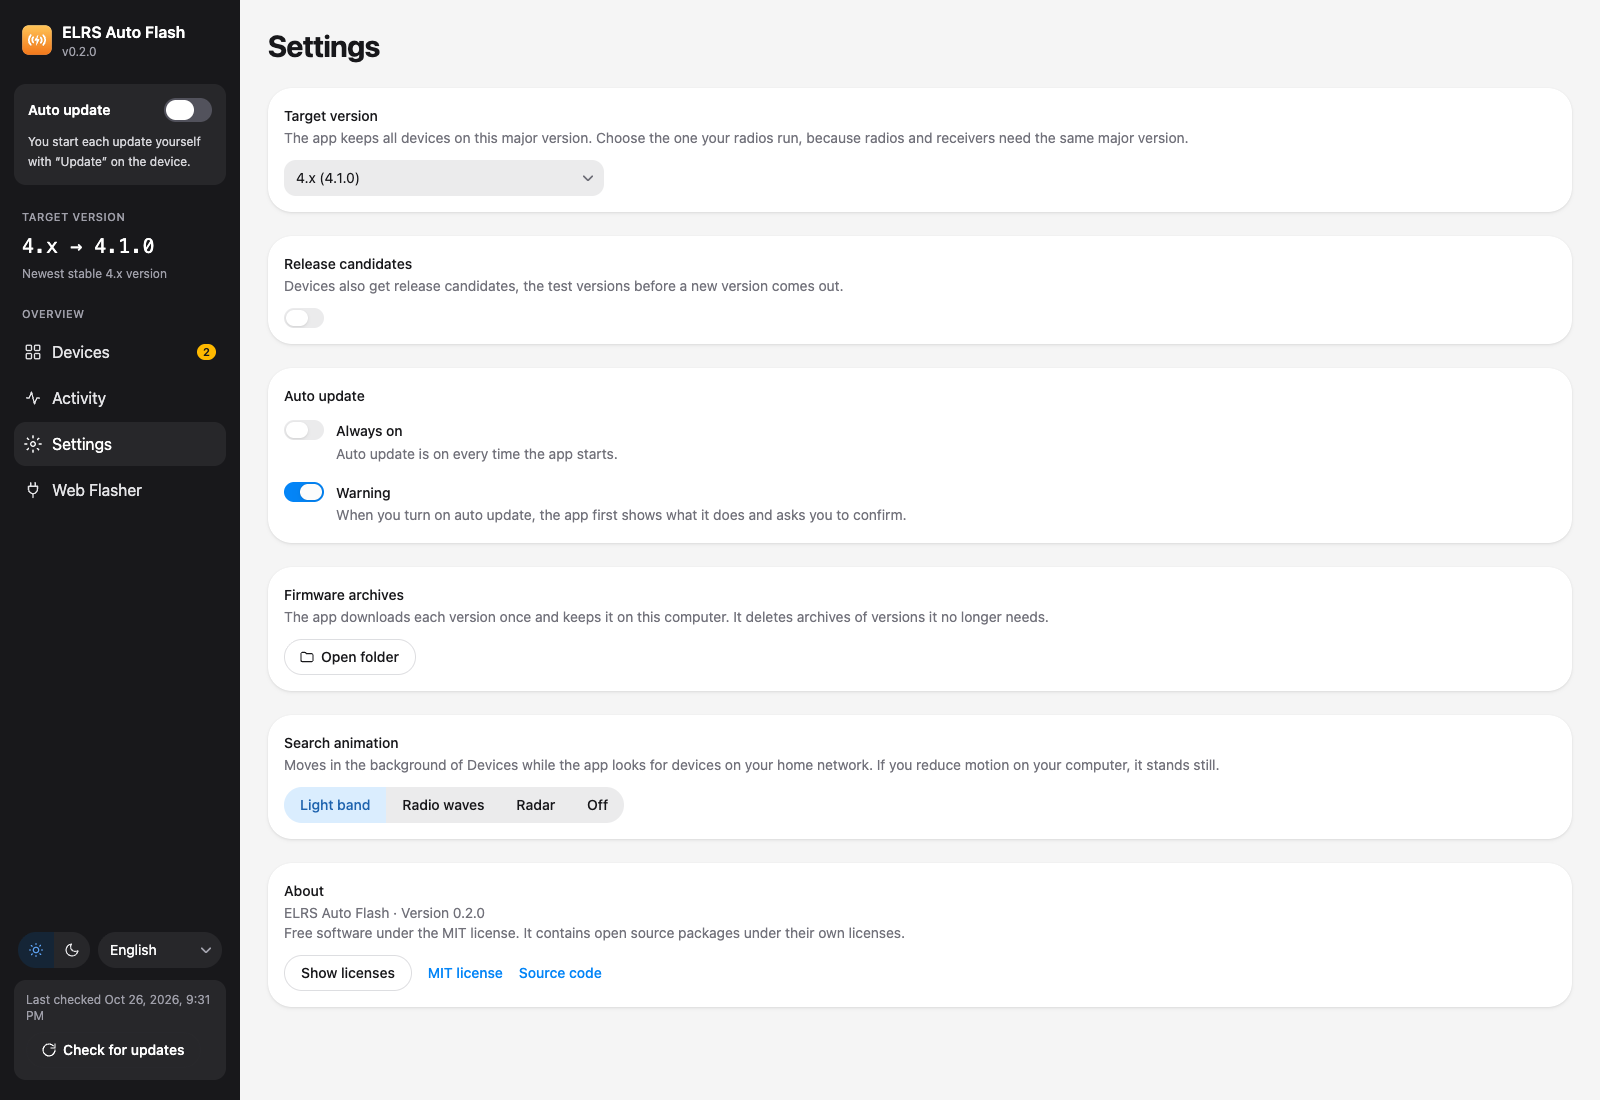 ELRS Auto Flash
v0.2.0
Auto update
You start each update yourself
with "Update" on the device.
TARGET VERSION
4.x → 4.1.0
Newest stable 4.x version
OVERVIEW
Devices
2
Activity
Settings
Web Flasher
English
Last checked Oct 26, 2026, 9:31
PM
Check for updates
Settings
Target version
The app keeps all devices on this major version. Choose the one your radios run, because radios and receivers need the same major version.
4.x (4.1.0)
Release candidates
Devices also get release candidates, the test versions before a new version comes out.
Auto update
Always on
Auto update is on every time the app starts.
Warning
When you turn on auto update, the app first shows what it does and asks you to confirm.
Firmware archives
The app downloads each version once and keeps it on this computer. It deletes archives of versions it no longer needs.
Open folder
Search animation
Moves in the background of Devices while the app looks for devices on your home network. If you reduce motion on your computer, it stands still.
Light band Radio waves Radar Off
About
ELRS Auto Flash · Version 0.2.0
Free software under the MIT license. It contains open source packages under their own licenses.
Show licenses MIT license Source code